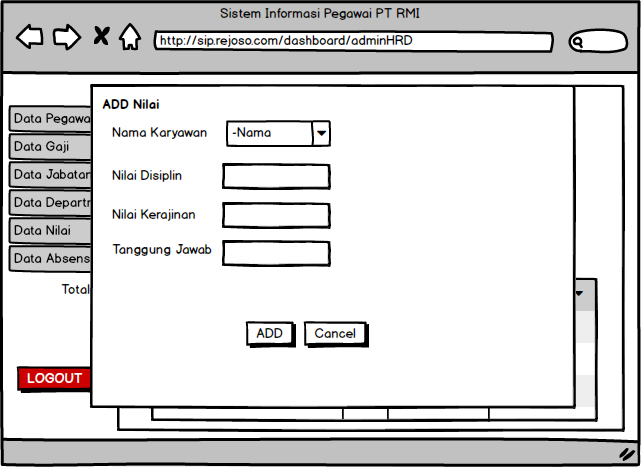 Sistem Informasi Pegawai PT RMI
http://sip.rejoso.com/dashboard/adminHRD
ADD Nilai
Nama Karyawan
-Nama
Nilai Disiplin
Nilai Kerajinan
Tanggung Jawab
ADD
Cancel
Data Pegawa
Data Gaji
Data Jabatan
Data Departm
Data Nilai
Data Absens
Total
LOGOUT